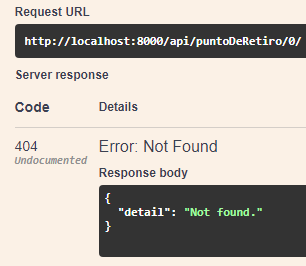 Request URL
http://localhost:8000/api/puntoDeRetiro/0/
Server response
Code Details
404 Error: Not Found
Undocumented
Response body
{
"detail": "Not found."
}